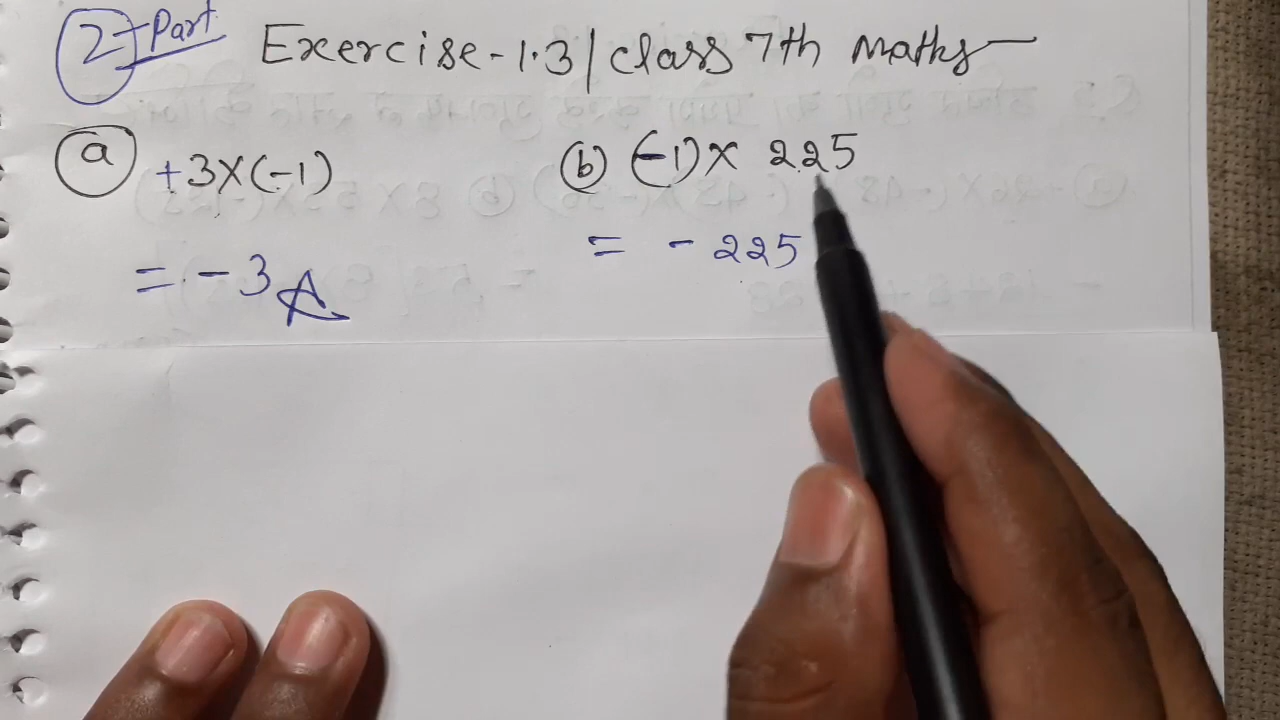 2 Part
Exercise-1.3/class 7th maths
ⓐ +3×(-1)
= -3 A
ⓑ (-1)× 225
= -225